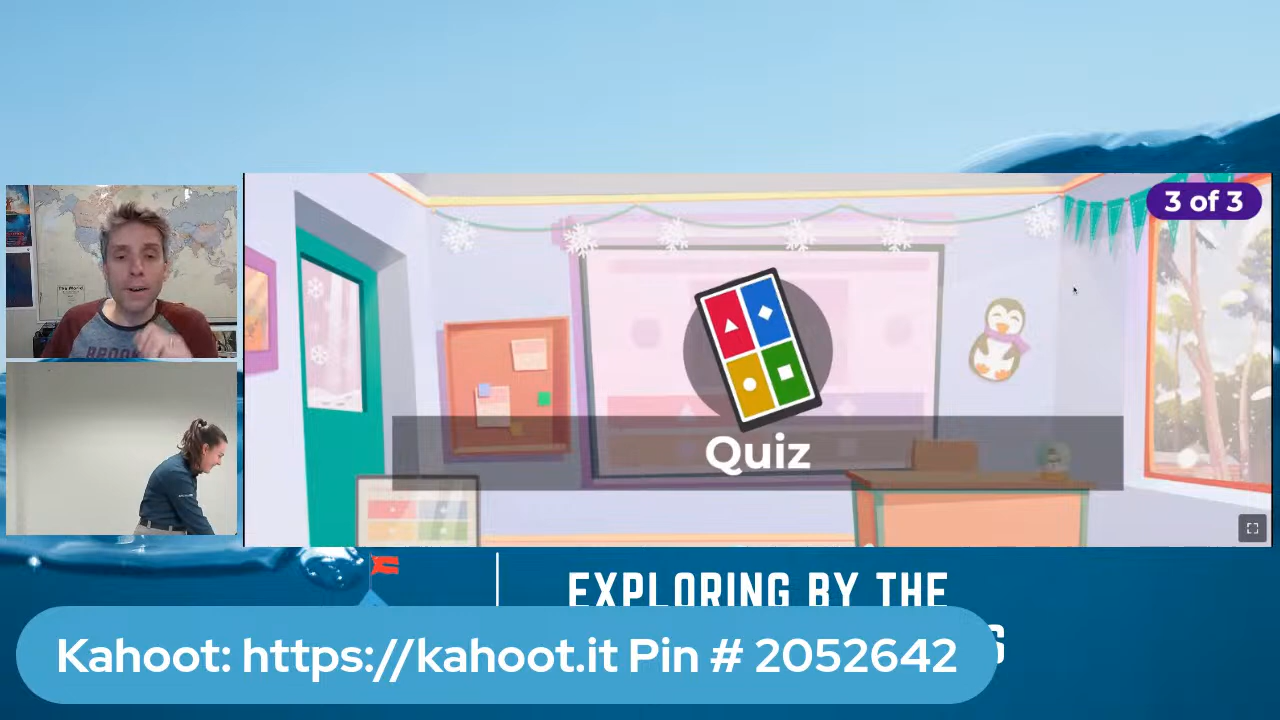 3 of 3
Quiz
EXPLORING BY THE
S
Kahoot: https://kahoot.it Pin # 2052642